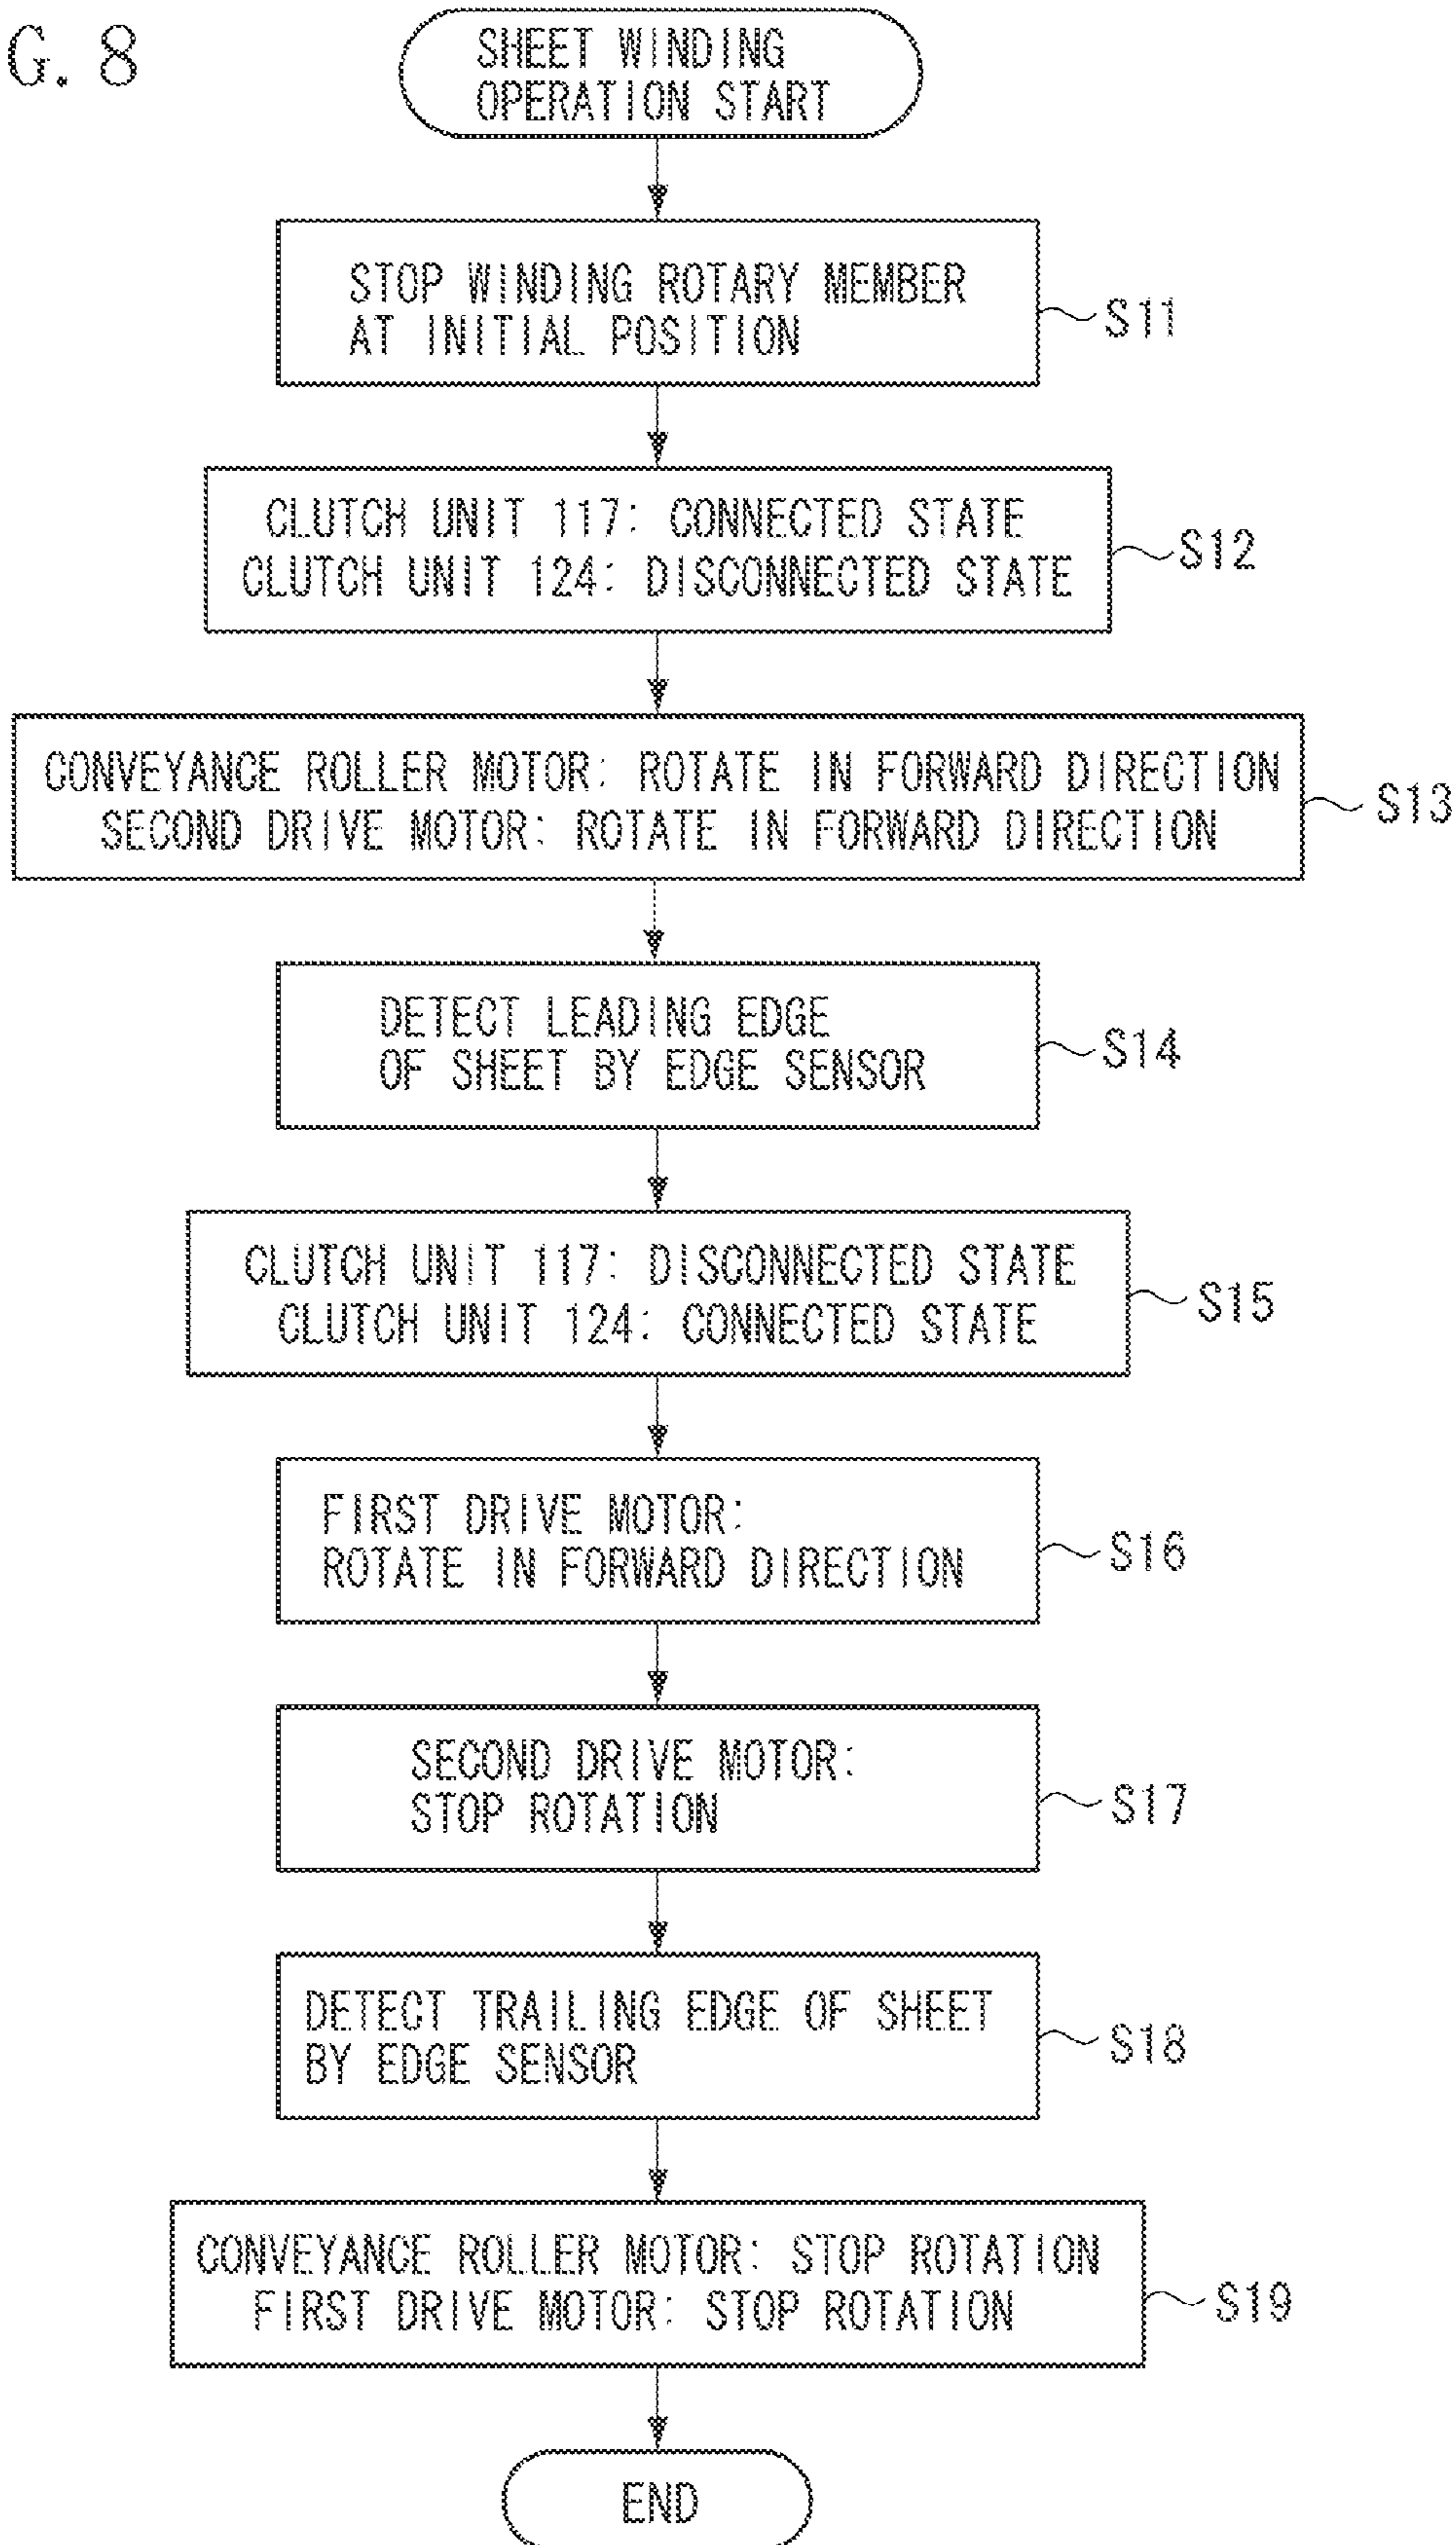 G. 8
SHEET WINDING
OPERATION START
STOP WINDING ROTARY MEMBER
AT INITIAL POSITION
S11
CLUTCH UNIT 117: CONNECTED STATE
CLUTCH UNIT 124: DISCONNECTED STATE
S12
CONVEYANCE ROLLER MOTOR: ROTATE IN FORWARD DIRECTION
SECOND DRIVE MOTOR: ROTATE IN FORWARD DIRECTION
S13
DETECT LEADING EDGE
OF SHEET BY EDGE SENSOR
S14
CLUTCH UNIT 117: DISCONNECTED STATE
CLUTCH UNIT 124: CONNECTED STATE
S15
FIRST DRIVE MOTOR:
ROTATE IN FORWARD DIRECTION
S16
SECOND DRIVE MOTOR:
STOP ROTATION
S17
DETECT TRAILING EDGE OF SHEET
BY EDGE SENSOR
S18
CONVEYANCE ROLLER MOTOR: STOP ROTATION
FIRST DRIVE MOTOR: STOP ROTATION
S19
END